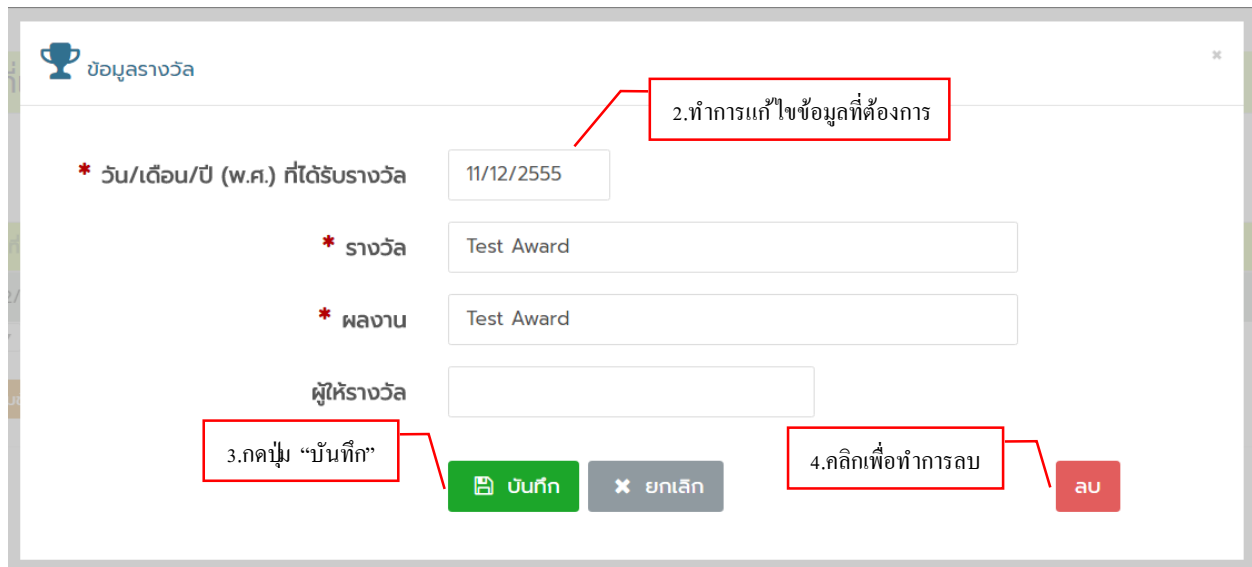 ข้อมูลรางวัล
×
2.ทำการแก้ไขข้อมูลที่ต้องการ
* วัน/เดือน/ปี (พ.ศ.) ที่ได้รับรางวัล 11/12/2555
* รางวัล Test Award
* ผลงาน Test Award
ผู้ให้รางวัล
3.กดปุ่ม “บันทึก”
4.คลิกเพื่อทำการลบ
บันทึก ✖ ยกเลิก ลบ